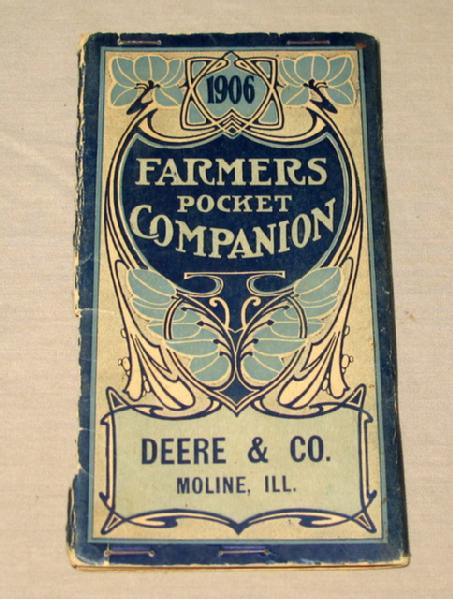 1906
FARMERS
POCKET
COMPANION
DEERE & CO.
MOLINE, ILL.